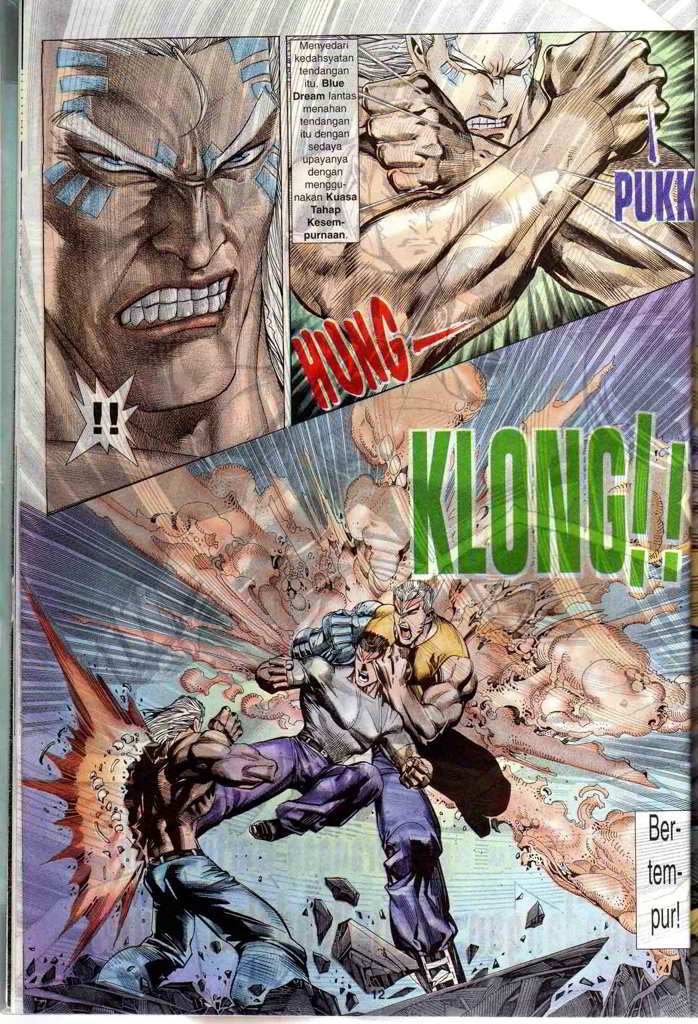 Menyedari
kedahsyatan
tendangan
itu, Blue
Dream lantas
menahan
tendangan
itu dengan
sedaya
upayanya
dengan
menggu-
nakan Kuasa
Tahap
Kesem-
purnaan.
PUKK
HUNG
!!
KLONG!!
Ber-
tem-
pur!
12